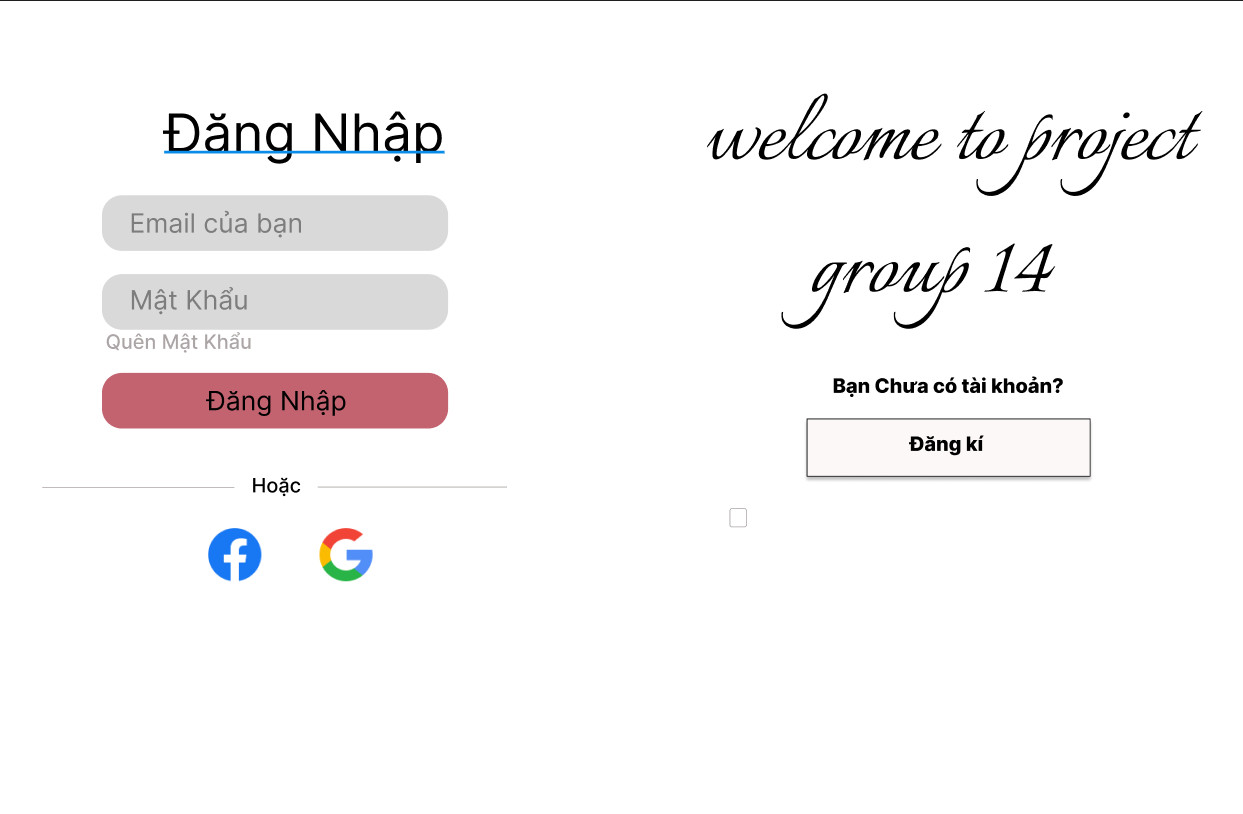 Đăng Nhập
Email của bạn
Mật Khẩu
Quên Mật Khẩu
Đăng Nhập
Hoặc
welcome to project
group 14
Bạn Chưa có tài khoản?
Đăng kí